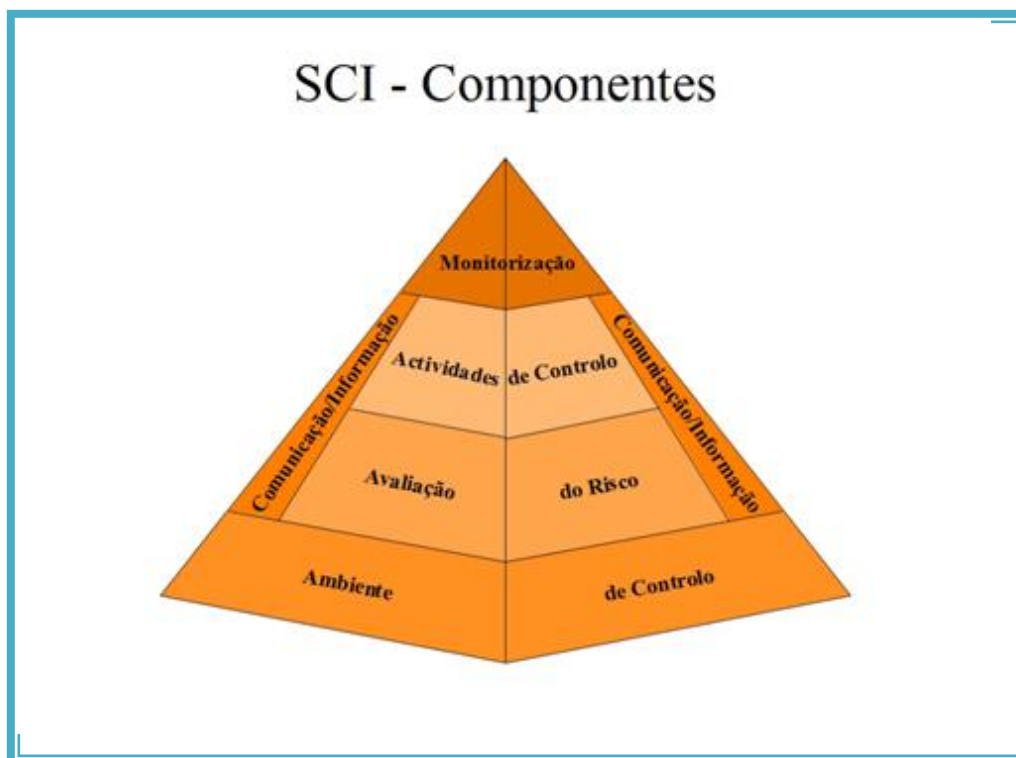 SCI - Componentes
Monitorização
Comunicação/Informação
Actividades de Controlo
Comunicação/Informação
Avaliação do Risco
Ambiente de Controlo